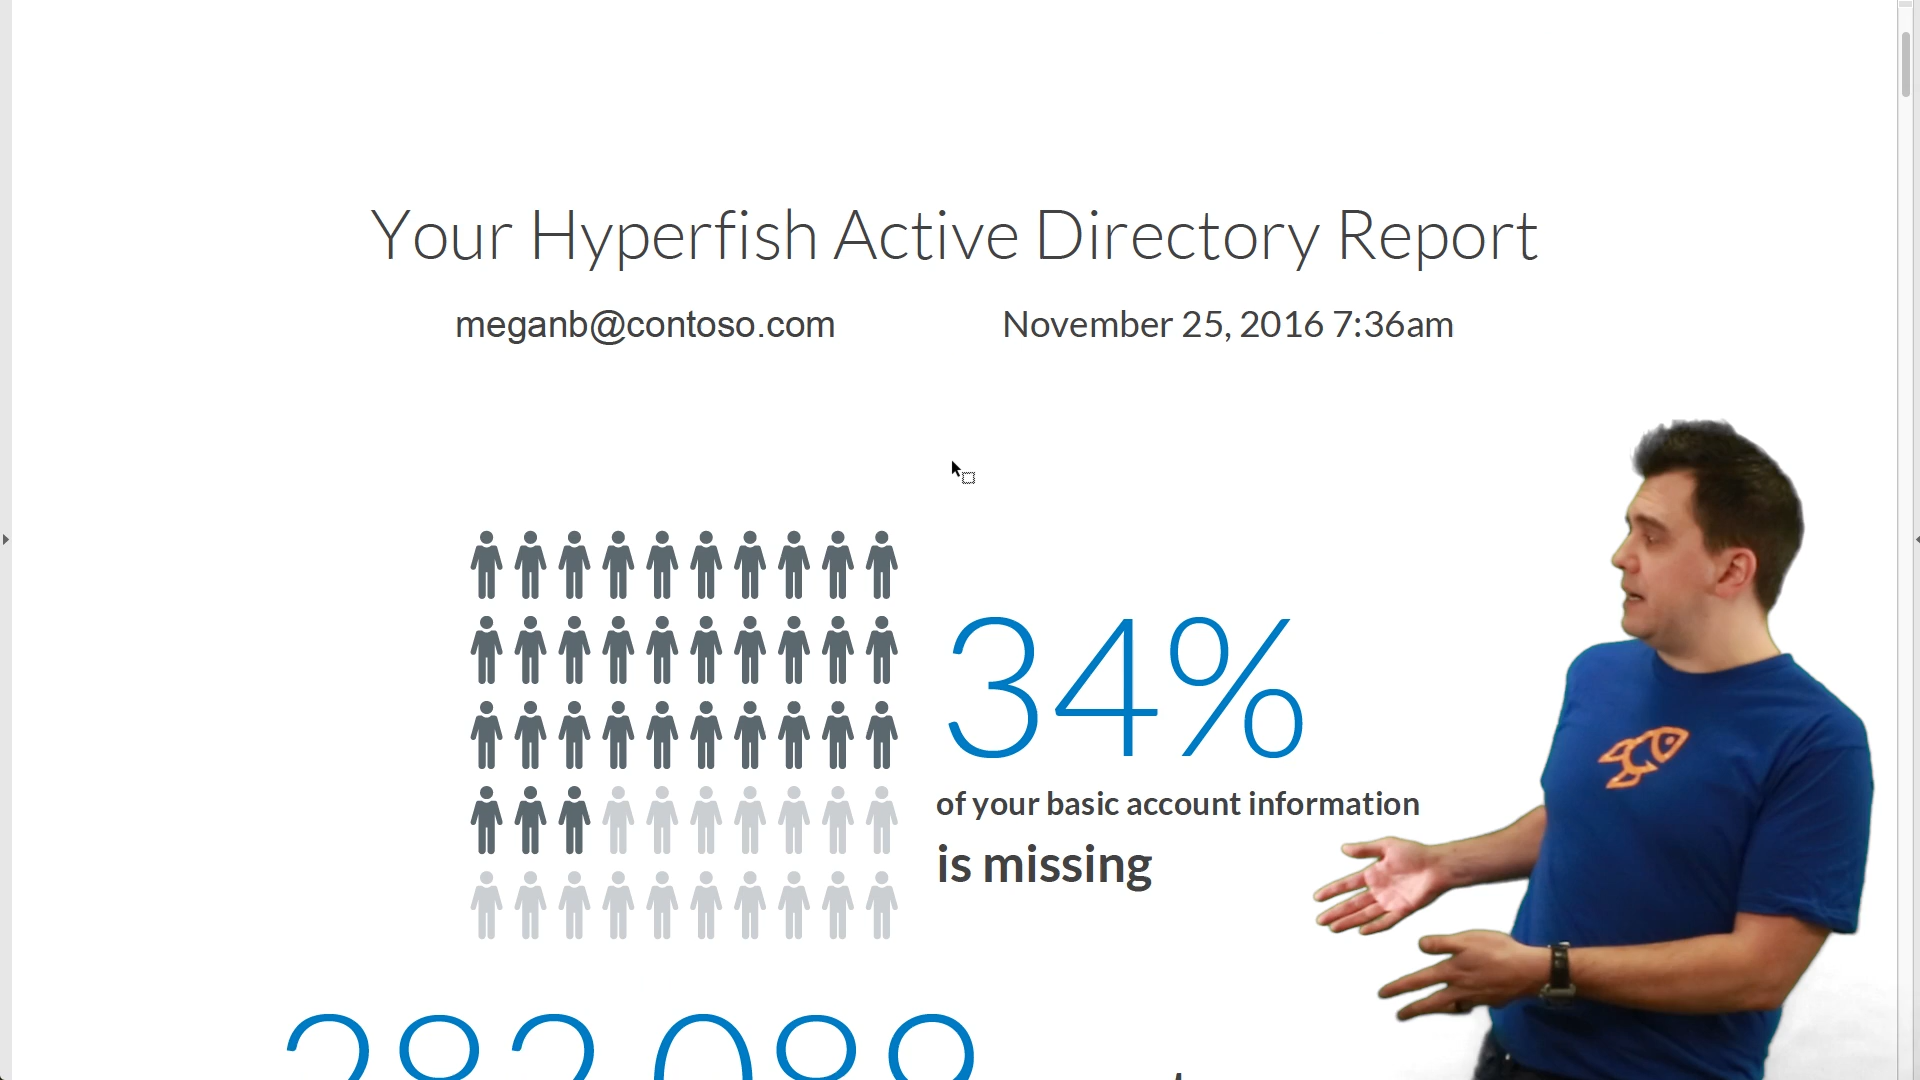 Your Hyperfish Active Directory Report
meganb@contoso.com
November 25, 2016 7:36am
34%
of your basic account information
is missing